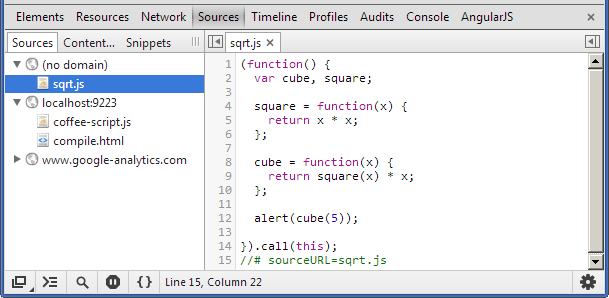 Elements Resources Network Sources Timeline Profiles Audits Console AngularJS
Sources Content... Snippets sqrt.js ×
(no domain)
sqrt.js
localhost:9223
coffee-script.js
compile.html
www.google-analytics.com
1 (function() {
2 var cube, square;
3
4 square = function(x) {
5 return x * x;
6 };
7
8 cube = function(x) {
9 return square(x) * x;
10 };
11
12 alert(cube(5));
13
14 }).call(this);
15 //# sourceURL=sqrt.js
{ } Line 15, Column 22